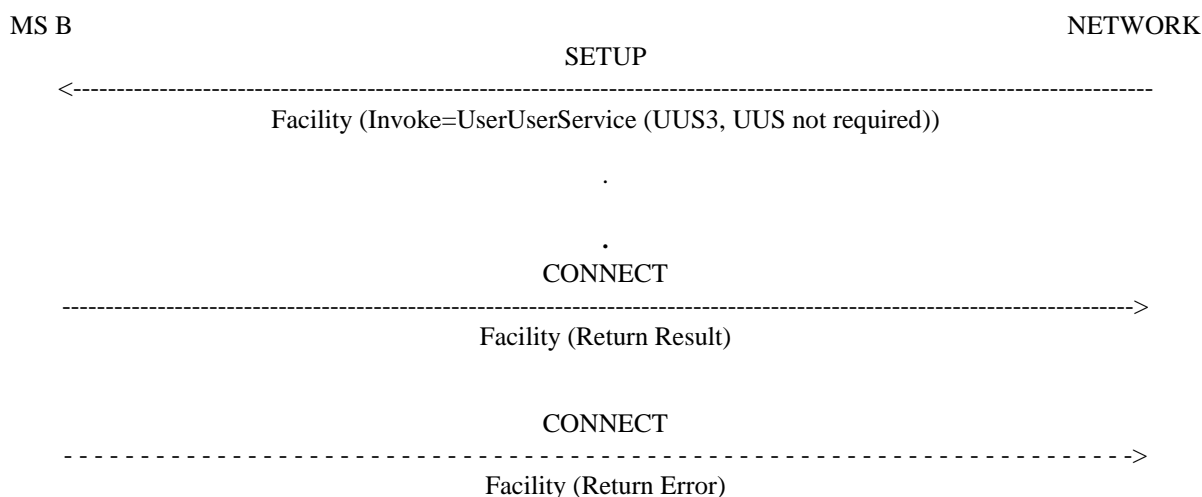 MS B NETWORK
SETUP
<------------------------------------------------------------------------------------------------------------------------------
Facility (Invoke=UserUserService (UUS3, UUS not required))
.
.
CONNECT
----------------------------------------------------------------------------------------------------------------------------->
Facility (Return Result)
CONNECT
- - - - - - - - - - - - - - - - - - - - - - - - - - - - - - - - - - - - - - - - - - - - - - - - - - - - - - - - - - - - - - - - - - - - - - ->
Facility (Return Error)